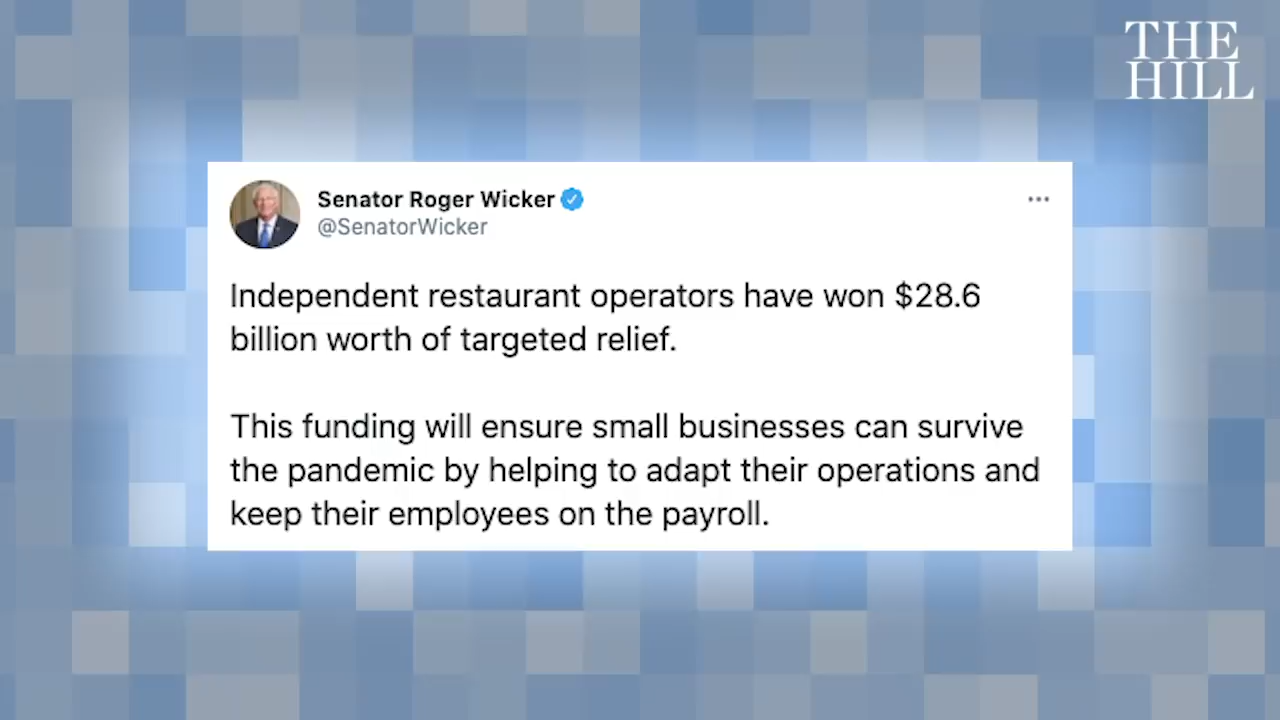 THE
HILL
Senator Roger Wicker
@SenatorWicker
Independent restaurant operators have won $28.6
billion worth of targeted relief.
This funding will ensure small businesses can survive
the pandemic by helping to adapt their operations and
keep their employees on the payroll.